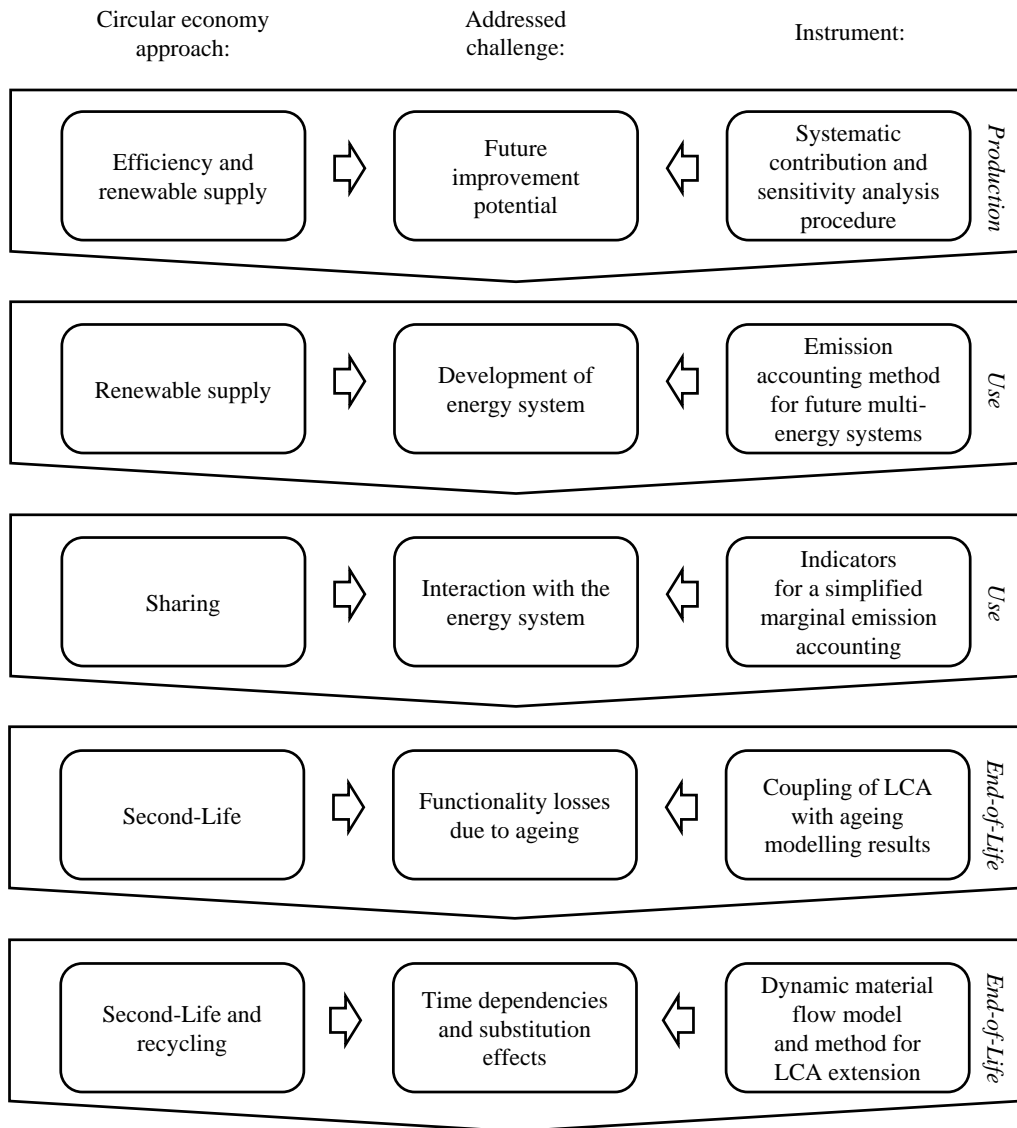 Circular economy
approach:
Addressed
challenge:
Instrument:
Efficiency and
renewable supply
Future
improvement
potential
Systematic
contribution and
sensitivity analysis
procedure
Production
Renewable supply
Development of
energy system
Emission
accounting method
for future multi-
energy systems
Use
Sharing
Interaction with the
energy system
Indicators
for a simplified
marginal emission
accounting
Use
Second-Life
Functionality losses
due to ageing
Coupling of LCA
with ageing
modelling results
End-of-Life
Second-Life and
recycling
Time dependencies
and substitution
effects
Dynamic material
flow model
and method for
LCA extension
End-of-Life